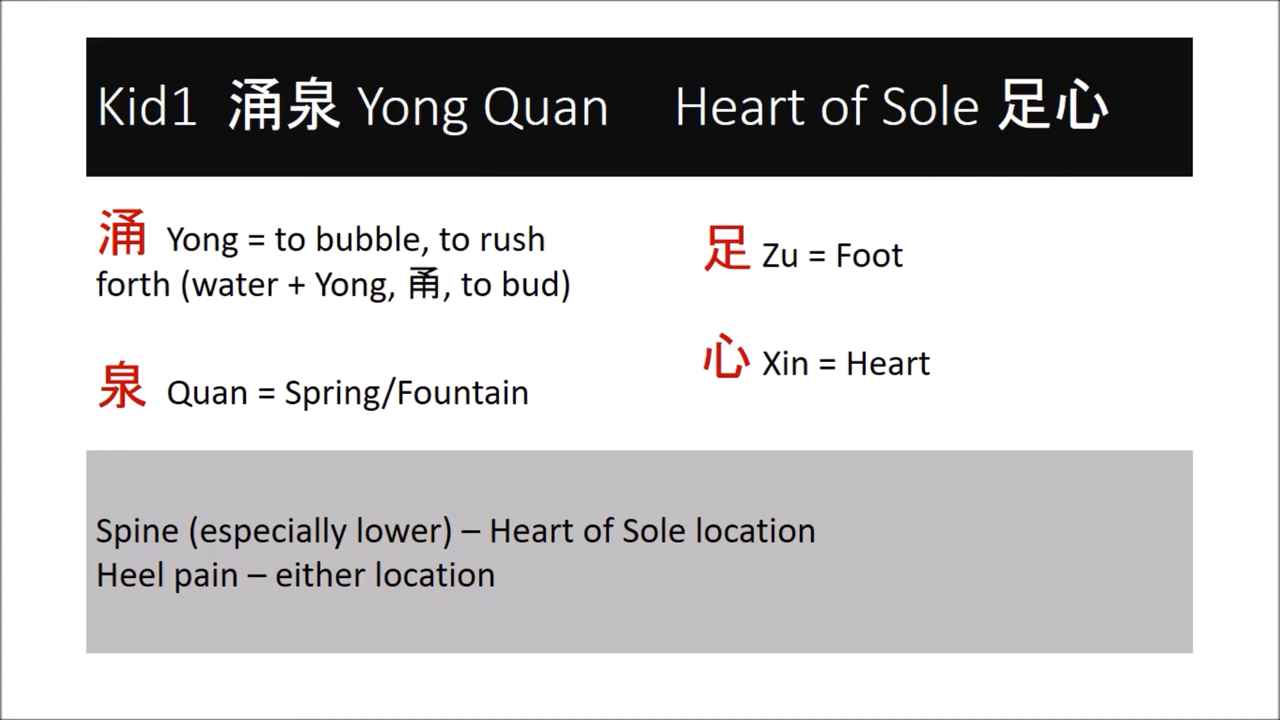 Kid1 涌泉 Yong Quan Heart of Sole 足心
涌 Yong = to bubble, to rush
forth (water + Yong, 甬, to bud)
泉 Quan = Spring/Fountain
足 Zu = Foot
心 Xin = Heart
Spine (especially lower) – Heart of Sole location
Heel pain – either location